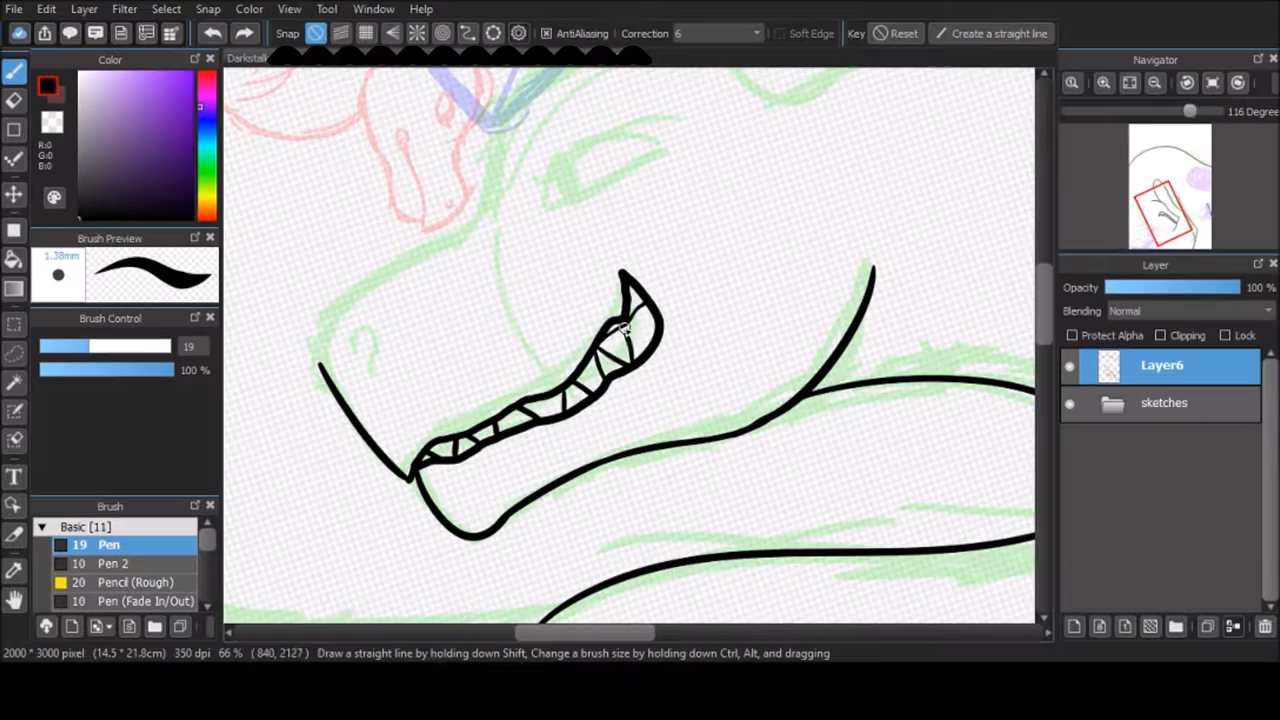 File Edit Layer Filter Select Snap Color View Tool Window Help
Snap AntiAliasing Correction 6 Soft Edge Key Reset Create a straight line
Color
R:0
G:0
B:0
Brush Preview
1.38mm
Brush Control
19
100 %
Brush
Basic [11]
19 Pen
10 Pen 2
20 Pencil (Rough)
10 Pen (Fade In/Out)
Darkstalk
Navigator
116 Degree
Layer
Opacity 100 %
Blending Normal
Protect Alpha Clipping Lock
Layer6
sketches
2000 * 3000 pixel (14.5 * 21.8cm) 350 dpi 66 % ( 840, 2127 ) Draw a straight line by holding down Shift, Change a brush size by holding down Ctrl, Alt, and dragging